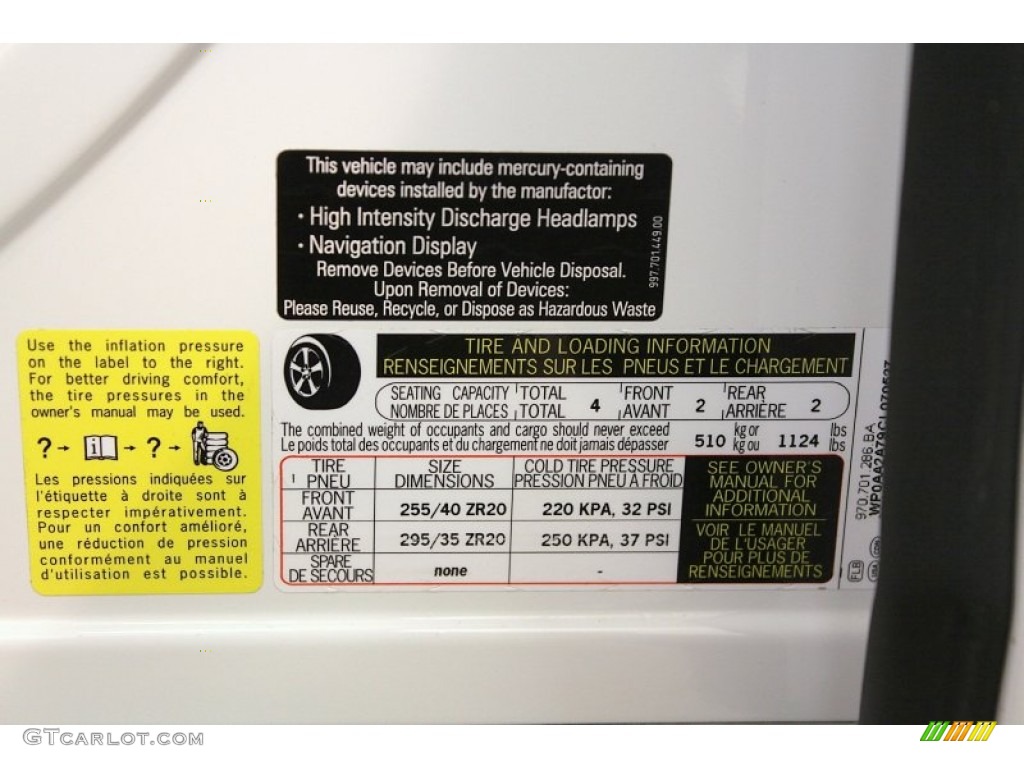 This vehicle may include mercury-containing
devices installed by the manufactor:
· High Intensity Discharge Headlamps
· Navigation Display
Remove Devices Before Vehicle Disposal.
Upon Removal of Devices:
Please Reuse, Recycle, or Dispose as Hazardous Waste
997.701.449.00
Use the inflation pressure
on the label to the right.
For better driving comfort,
the tire pressures in the
owner's manual may be used.
? → i → ? →
Les pressions indiquées sur
l'étiquette à droite sont à
respecter impérativement.
Pour un confort amélioré,
une réduction de pression
conformément au manuel
d'utilisation est possible.
TIRE AND LOADING INFORMATION
RENSEIGNEMENTS SUR LES PNEUS ET LE CHARGEMENT
SEATING CAPACITY TOTAL FRONT REAR
NOMBRE DE PLACES TOTAL 4 AVANT 2 ARRIÈRE 2
The combined weight of occupants and cargo should never exceed kg or lbs
Le poids total des occupants et du chargement ne doit jamais dépasser 510 kg ou 1124 lbs
TIRE SIZE COLD TIRE PRESSURE
PNEU DIMENSIONS PRESSION PNEU A FROID
FRONT
AVANT 255/40 ZR20 220 KPA, 32 PSI
REAR
ARRIÈRE 295/35 ZR20 250 KPA, 37 PSI
SPARE
DE SECOURS none -
SEE OWNER'S
MANUAL FOR
ADDITIONAL
INFORMATION
VOIR LE MANUEL
DE L'USAGER
POUR PLUS DE
RENSEIGNEMENTS
970.701.286.BA
FLB
GTCARLOT.COM